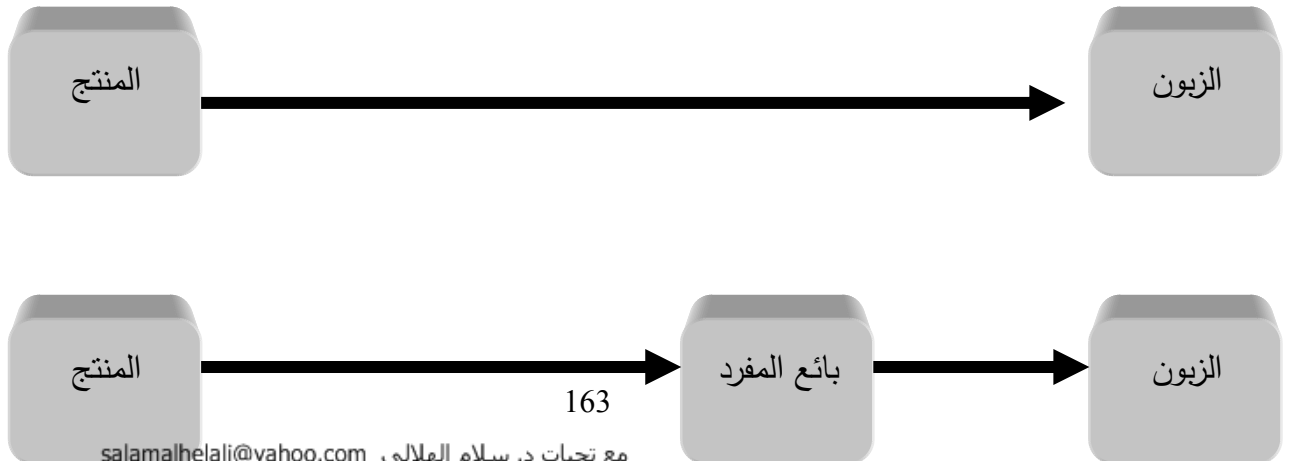 المنتج
الزبون
المنتج
بائع المفرد
الزبون
163
مع تحيات د. سلام الهلالي salamalhelali@yahoo.com